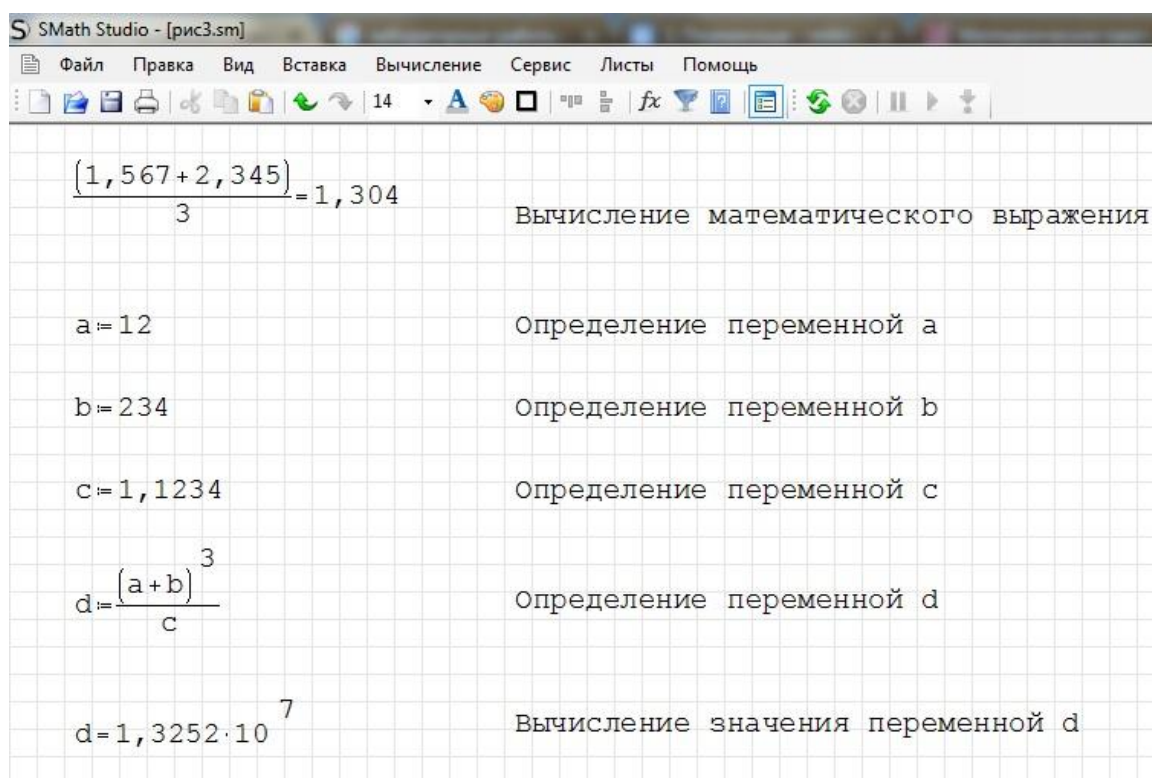 SMath Studio - [рис3.sm]
Файл Правка Вид Вставка Вычисление Сервис Листы Помощь
14
(1,567+2,345)/3=1,304 Вычисление математического выражения
a:=12 Определение переменной a
b:=234 Определение переменной b
c:=1,1234 Определение переменной c
d:=(a+b)^3/c Определение переменной d
d=1,3252·10^7 Вычисление значения переменной d